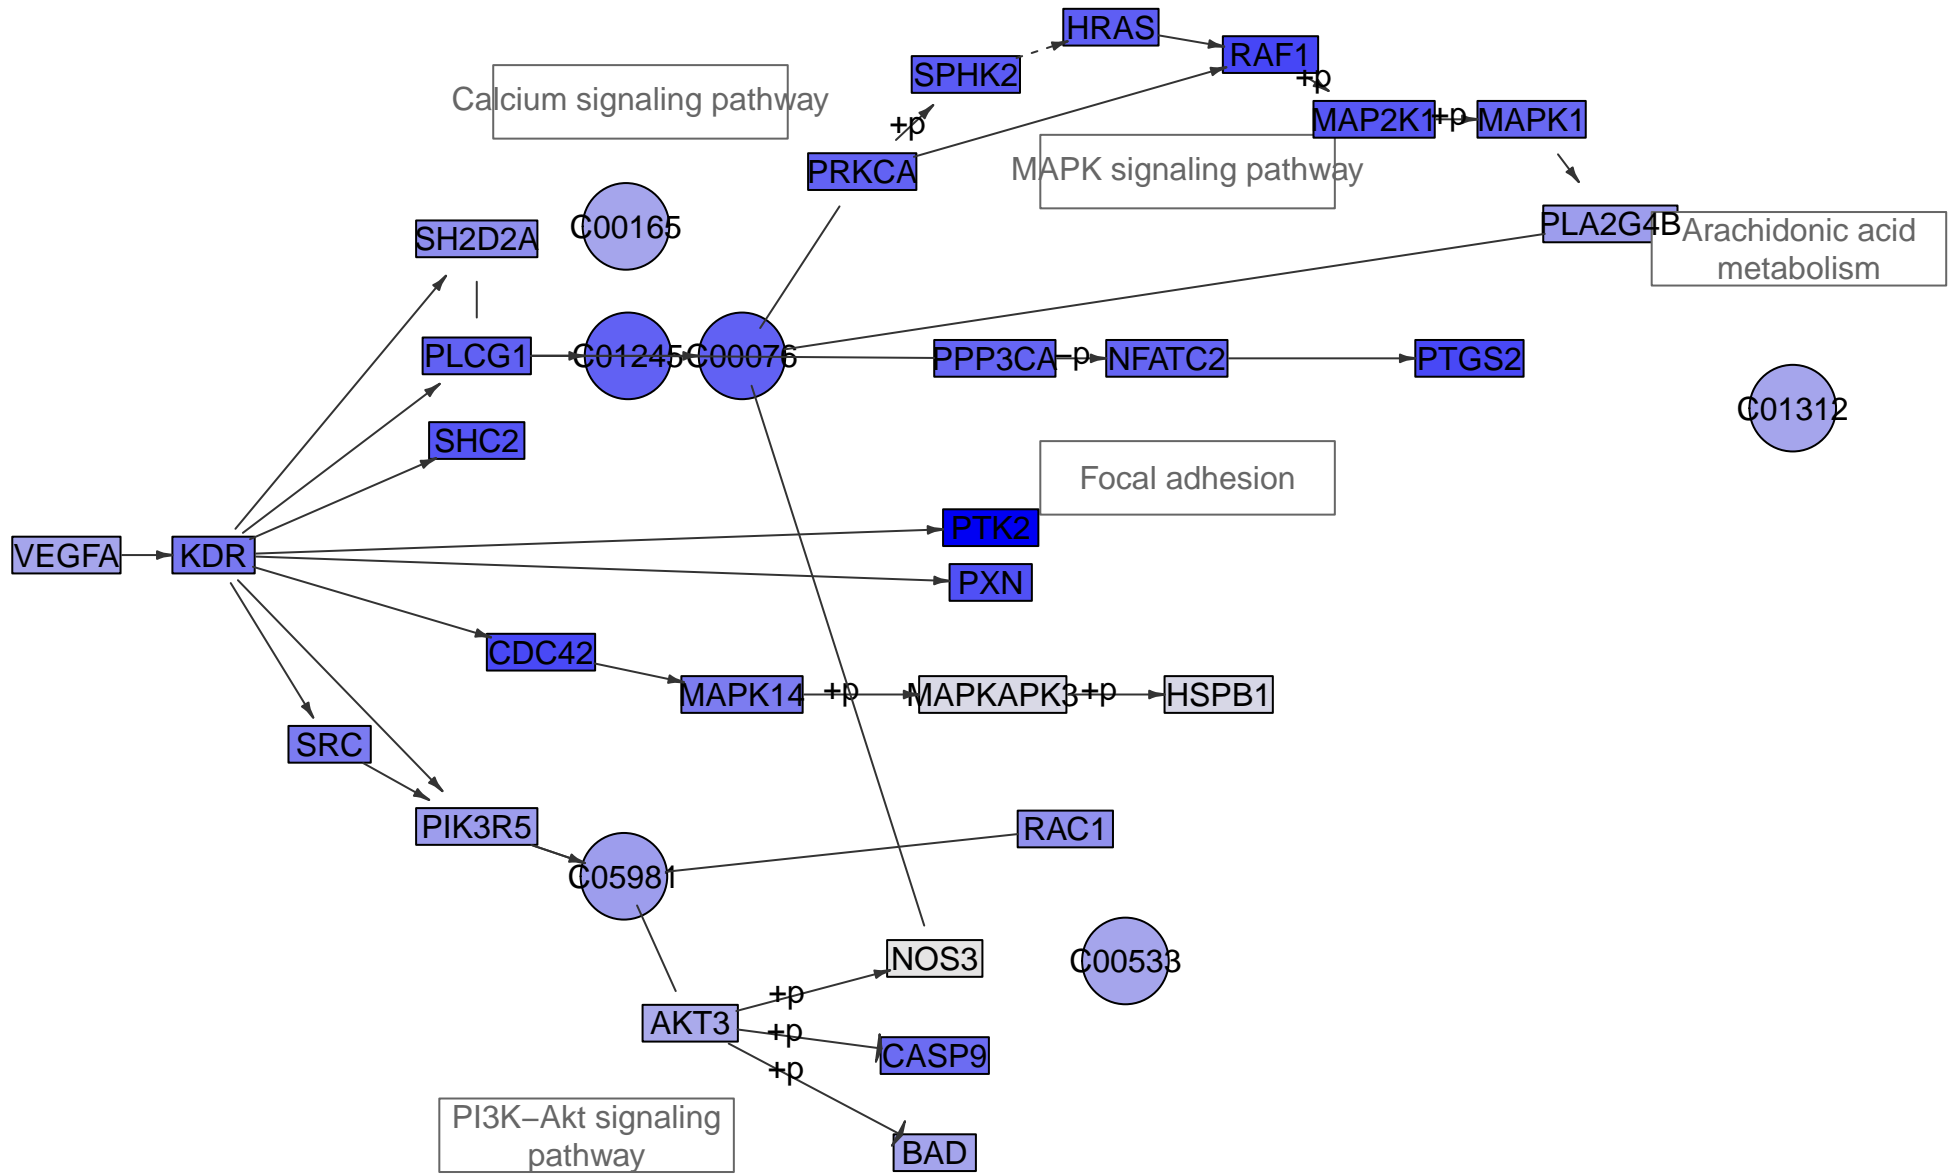 HRAS
RAF1
+p
SPHK2
Calcium signaling pathway
+p
MAP2K1
+p
MAPK1
PRKCA
MAPK signaling pathway
C00165
SH2D2A
PLA2G4B
Arachidonic acid
metabolism
PLCG1
C01245
C00076
PPP3CA
−p
NFATC2
PTGS2
C01312
SHC2
Focal adhesion
PTK2
VEGFA
KDR
PXN
CDC42
MAPK14
+p
MAPKAPK3
+p
HSPB1
SRC
PIK3R5
RAC1
C05981
NOS3
C00533
+p
AKT3
+p
CASP9
+p
PI3K−Akt signaling
pathway
BAD